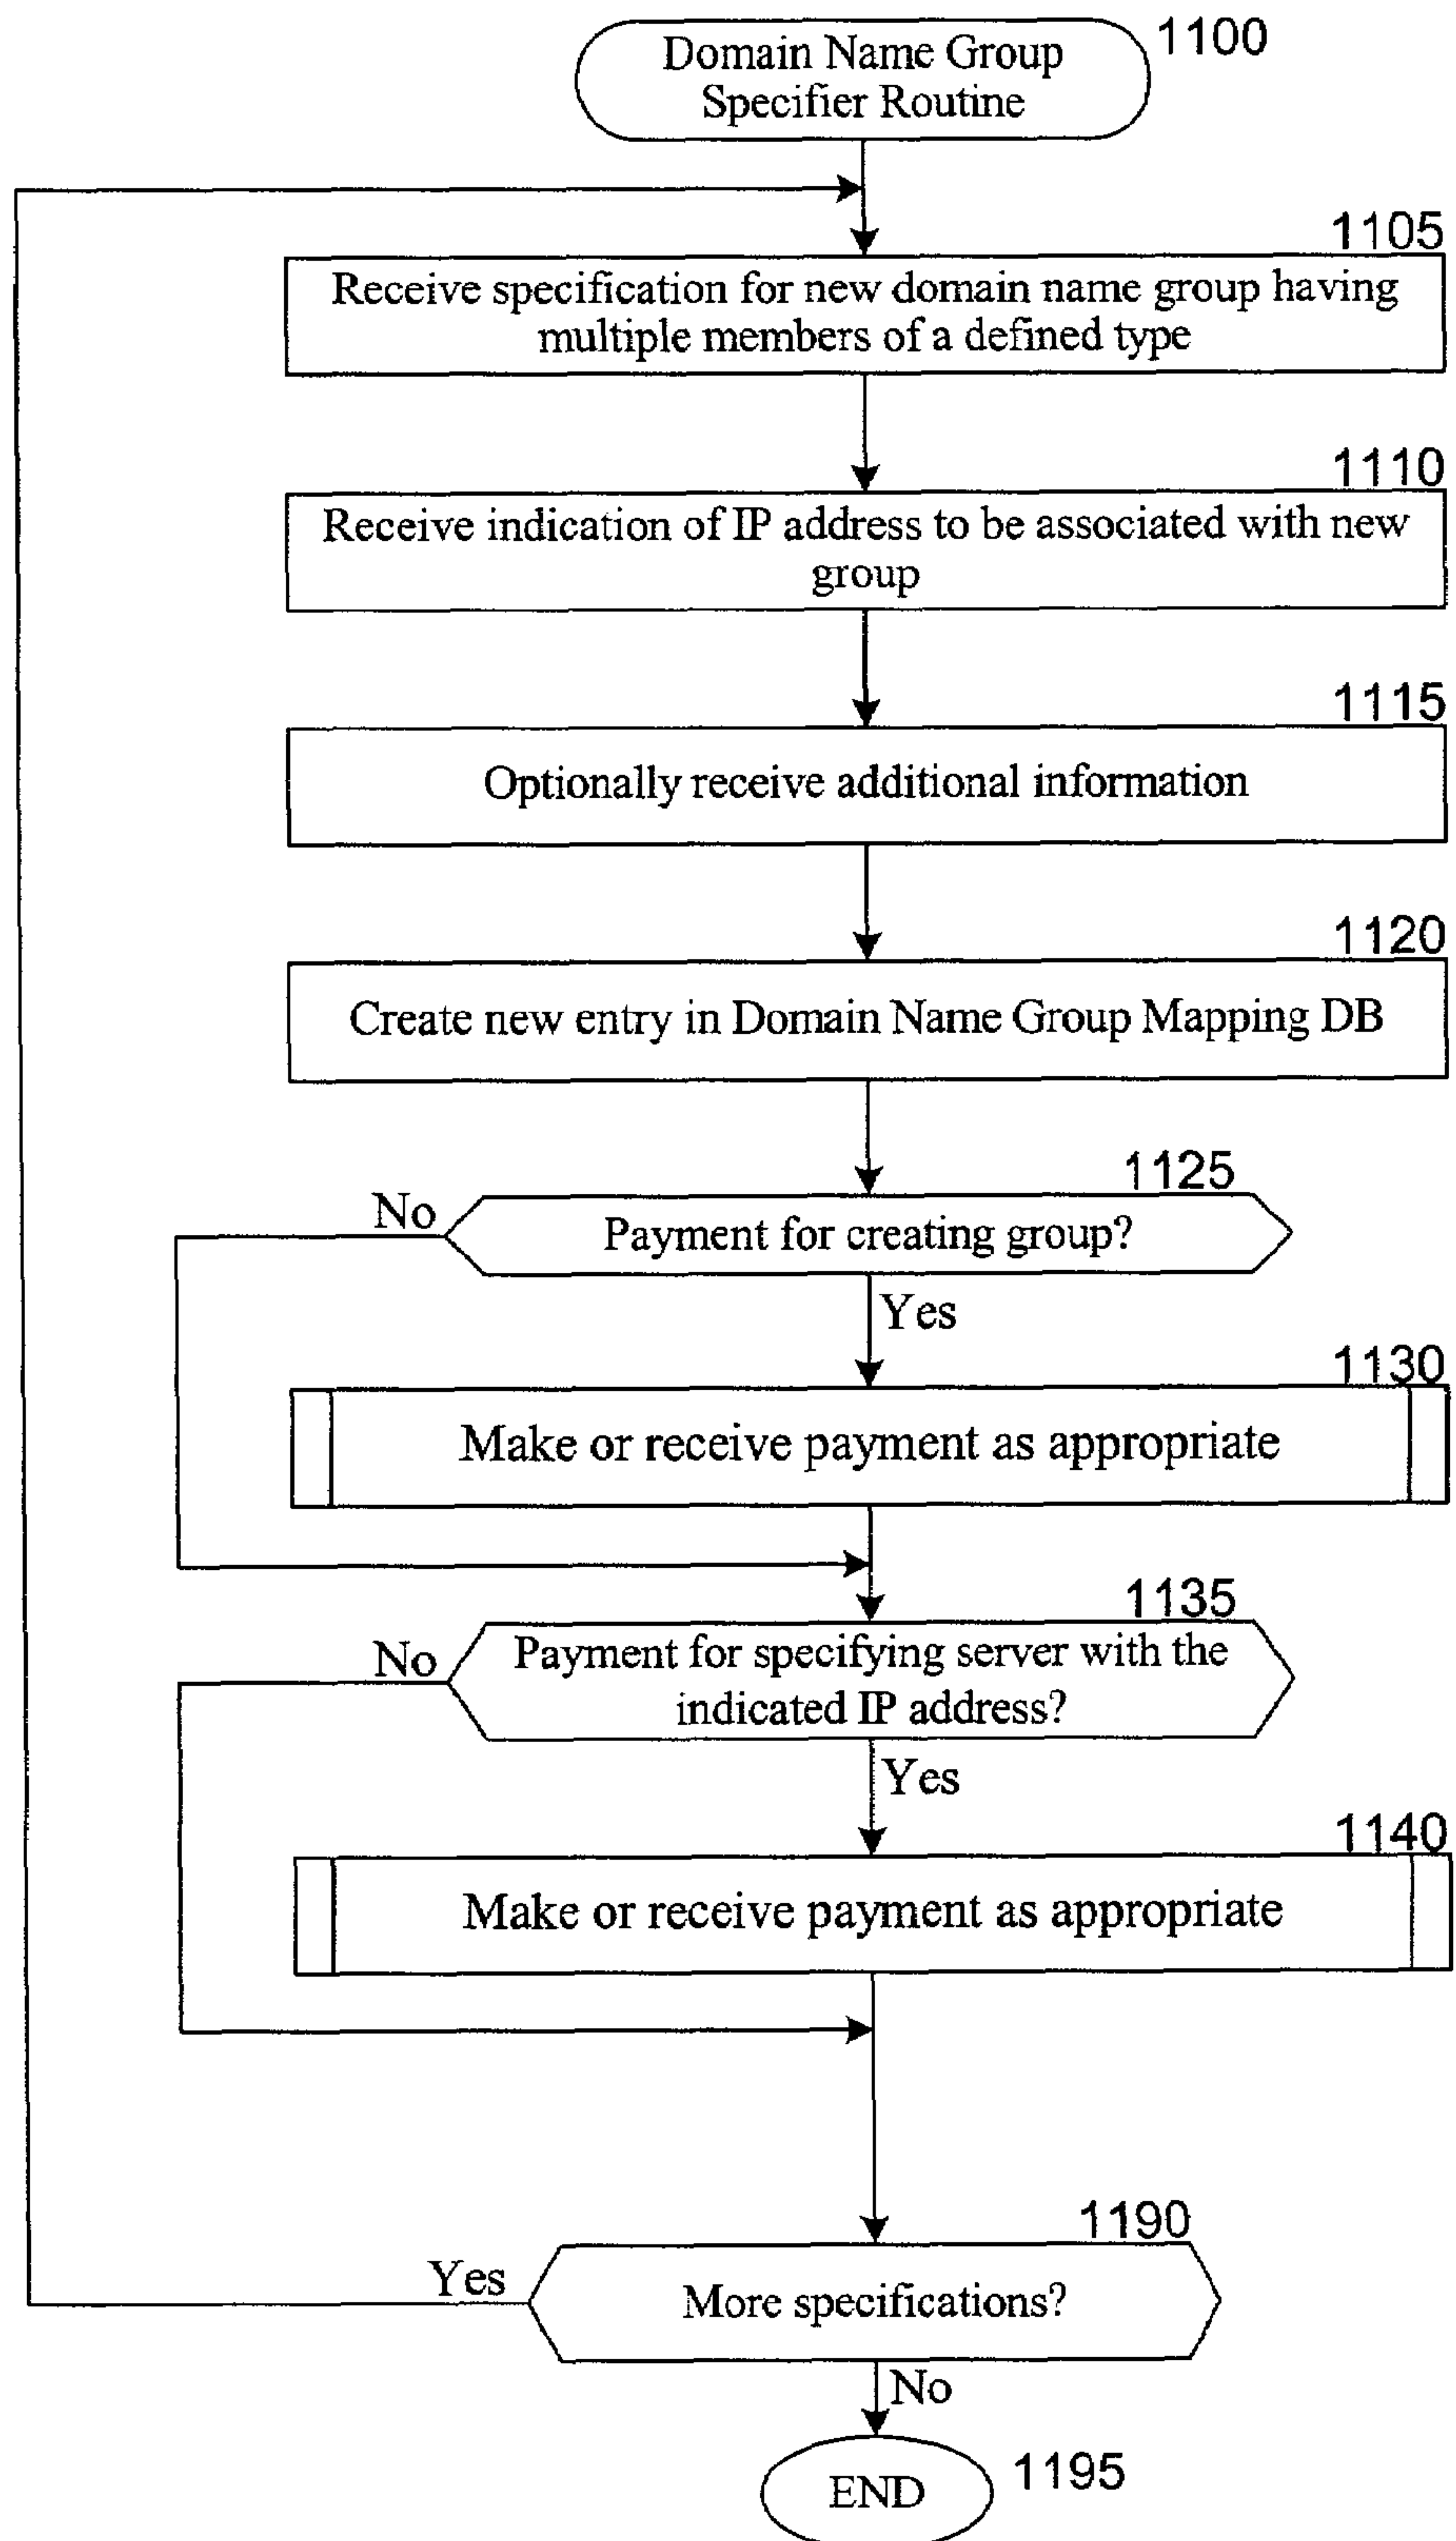 1100
Domain Name Group
Specifier Routine
1105
Receive specification for new domain name group having
multiple members of a defined type
1110
Receive indication of IP address to be associated with new
group
1115
Optionally receive additional information
1120
Create new entry in Domain Name Group Mapping DB
1125
No
Payment for creating group?
Yes
1130
Make or receive payment as appropriate
1135
No
Payment for specifying server with the
indicated IP address?
Yes
1140
Make or receive payment as appropriate
1190
Yes
More specifications?
No
END
1195